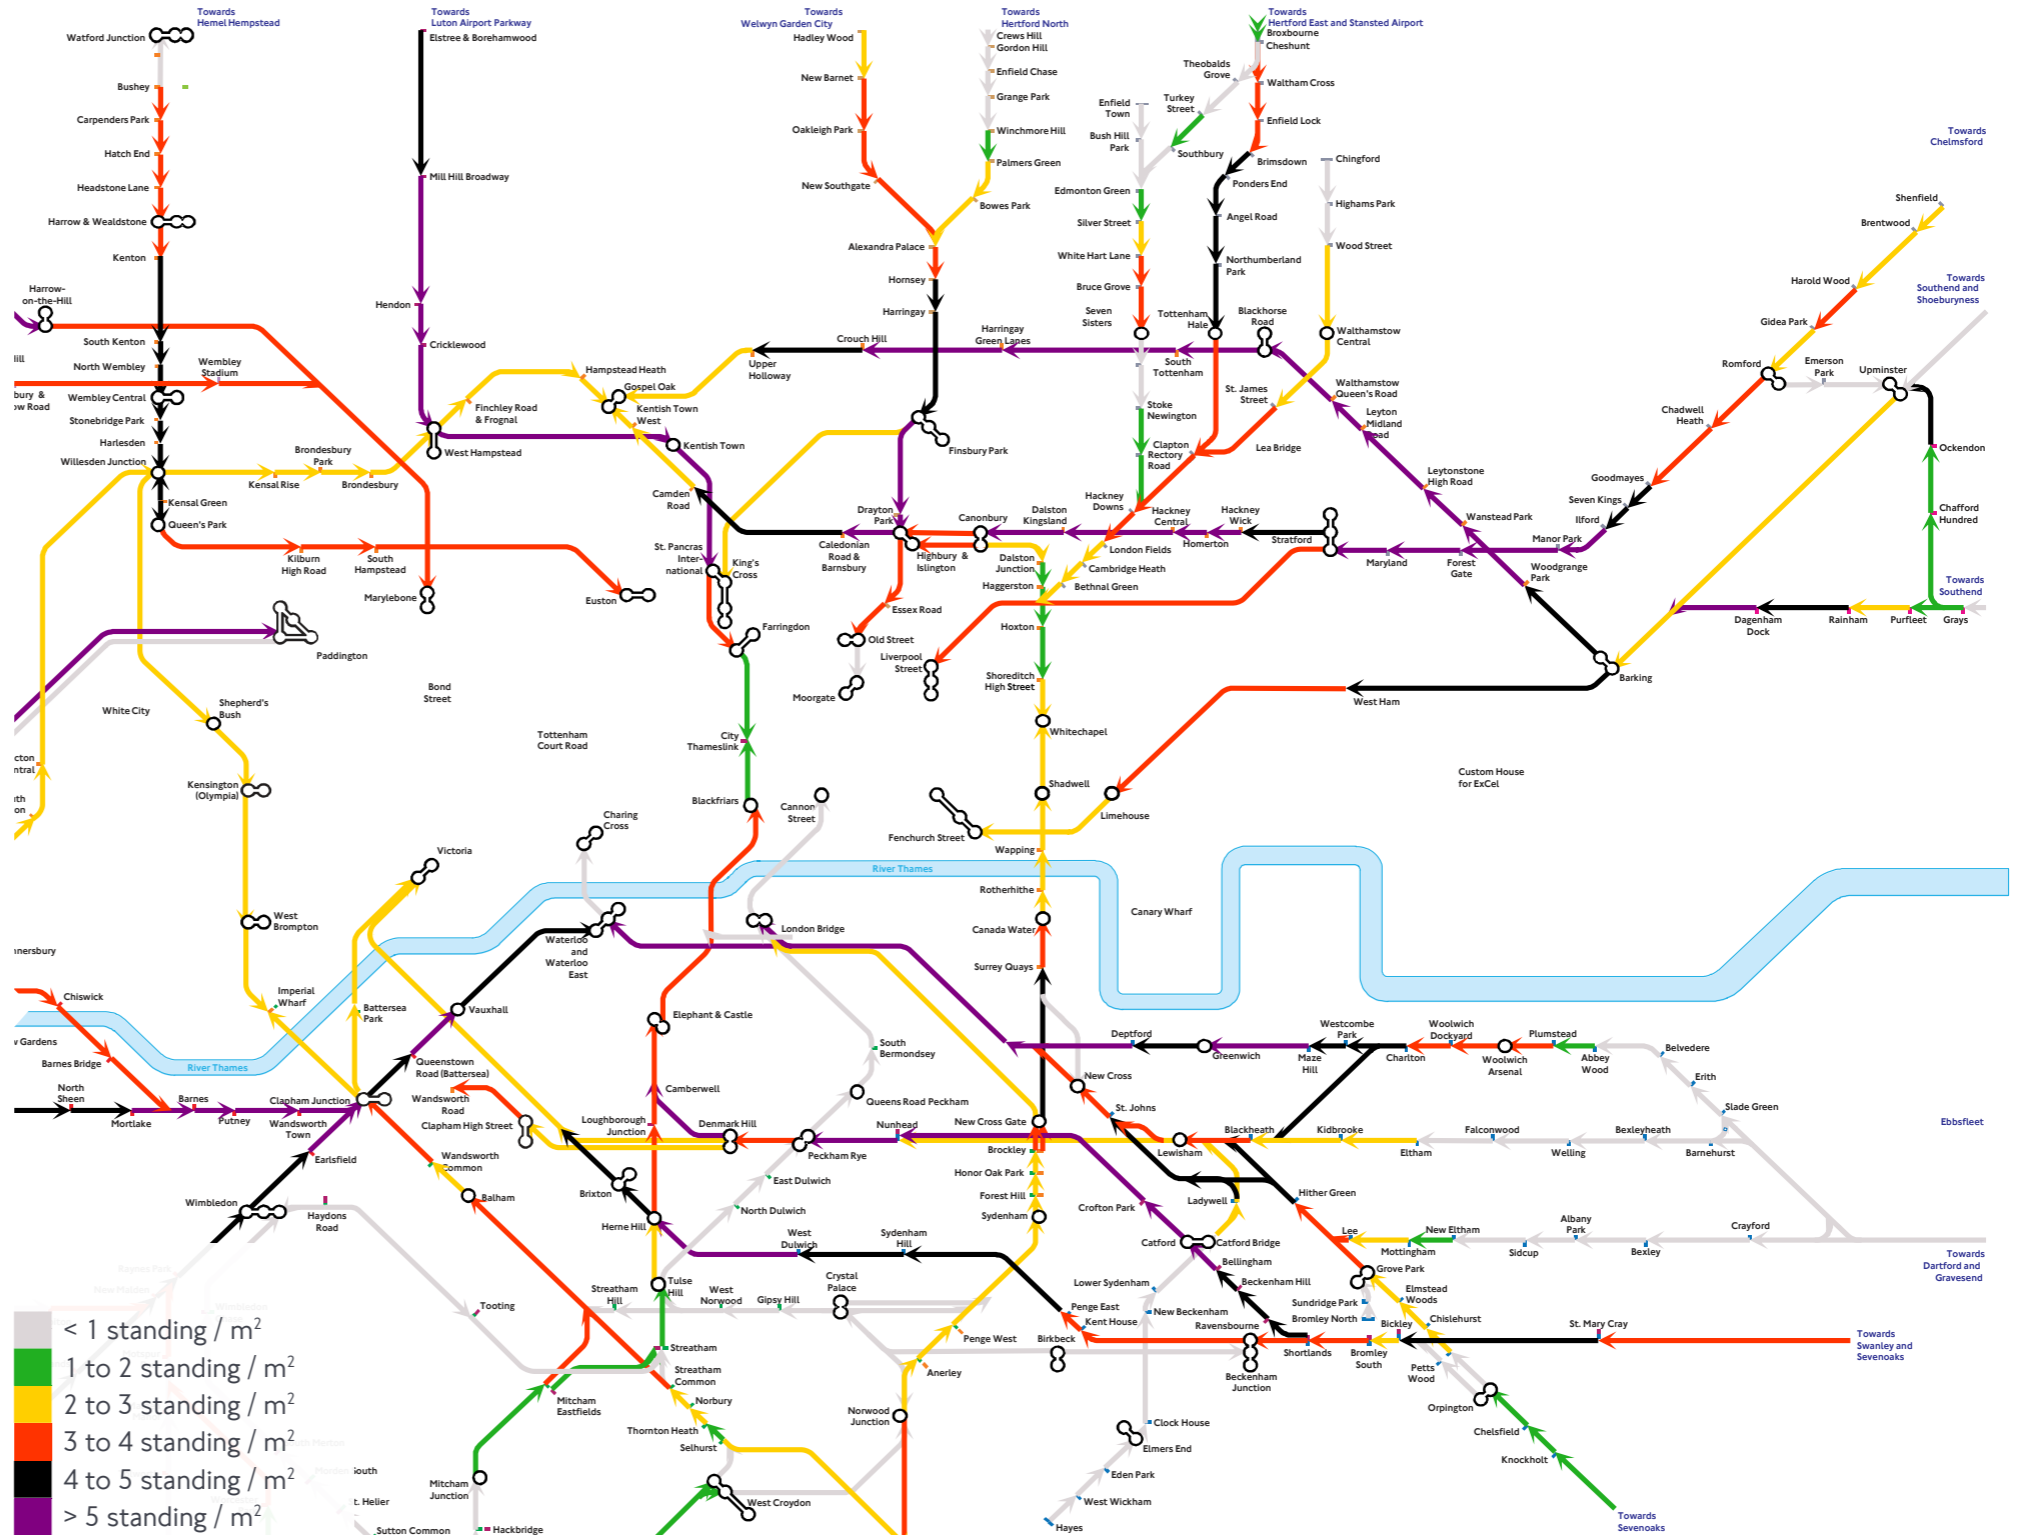 Towards
Hemel Hempstead
Towards
Luton Airport Parkway
Towards
Welwyn Garden City
Towards
Hertford North
Towards
Hertford East and Stansted Airport
Watford Junction
Elstree & Borehamwood
Hadley Wood
Crews Hill
Gordon Hill
Broxbourne
Cheshunt
Theobalds
Grove
Bushey
New Barnet
Enfield Chase
Waltham Cross
Grange Park
Enfield
Town
Turkey
Street
Carpenders Park
Oakleigh Park
Winchmore Hill
Enfield Lock
Towards
Chelmsford
Bush Hill
Park
Hatch End
Palmers Green
Southbury
Brimsdown
Chingford
Headstone Lane
Mill Hill Broadway
New Southgate
Ponders End
Edmonton Green
Bowes Park
Highams Park
Shenfield
Harrow & Wealdstone
Silver Street
Angel Road
Brentwood
Alexandra Palace
White Hart Lane
Wood Street
Kenton
Northumberland
Park
Hornsey
Bruce Grove
Harold Wood
Towards
Southend and
Shoeburyness
Harrow-
on-the-Hill
Hendon
Harringay
Seven
Sisters
Tottenham
Hale
Blackhorse
Road
Gidea Park
Walthamstow
Central
South Kenton
Cricklewood
Crouch Hill
Harringay
Green Lanes
North Wembley
Wembley
Stadium
Hampstead Heath
Upper
Holloway
South
Tottenham
Romford
Emerson
Park
Upminster
Wembley Central
Gospel Oak
St. James
Street
Walthamstow
Queen's Road
Stonebridge Park
Finchley Road
& Frognal
Kentish Town
West
Stoke
Newington
Leyton
Midland
Road
Chadwell
Heath
Harlesden
Kentish Town
Finsbury Park
Clapton
Rectory
Road
Lea Bridge
Ockendon
Willesden Junction
Brondesbury
Park
West Hampstead
Kensal Rise
Brondesbury
Leytonstone
High Road
Goodmayes
Kensal Green
Camden
Road
Hackney
Downs
Seven Kings
Queen's Park
Drayton
Park
Canonbury
Dalston
Kingsland
Hackney
Central
Hackney
Wick
Wanstead Park
Ilford
Chafford
Hundred
Kilburn
High Road
South
Hampstead
St. Pancras
Inter-
national
King's
Cross
Caledonian
Road &
Barnsbury
Highbury &
Islington
Dalston
Junction
London Fields
Homerton
Stratford
Manor Park
Maryland
Forest
Gate
Woodgrange
Park
Cambridge Heath
Marylebone
Euston
Haggerston
Bethnal Green
Towards
Southend
Essex Road
Farringdon
Old Street
Hoxton
Dagenham
Dock
Rainham
Purfleet
Grays
Paddington
Liverpool
Street
Moorgate
Shoreditch
High Street
Barking
Bond
Street
West Ham
White City
Shepherd's
Bush
Tottenham
Court Road
City
Thameslink
Whitechapel
Kensington
(Olympia)
Shadwell
Custom House
for ExCel
Blackfriars
Cannon
Street
Charing
Cross
Fenchurch Street
Limehouse
Victoria
Wapping
River Thames
Rotherhithe
West
Brompton
Canary Wharf
Waterloo
and
Waterloo
East
London Bridge
Canada Water
Chiswick
Imperial
Wharf
Surrey Quays
Battersea
Park
Vauxhall
Elephant & Castle
Deptford
Westcombe
Park
Woolwich
Dockyard
Plumstead
Barnes Bridge
River Thames
Queenstown
Road (Battersea)
South
Bermondsey
Greenwich
Maze
Hill
Charlton
Woolwich
Arsenal
Abbey
Wood
Belvedere
North
Sheen
Mortlake
Barnes
Putney
Clapham Junction
Wandsworth
Town
Wandsworth
Road
Camberwell
New Cross
Erith
Queens Road Peckham
Clapham High Street
Loughborough
Junction
Denmark Hill
Nunhead
New Cross Gate
St. Johns
Slade Green
Ebbsfleet
Blackheath
Kidbrooke
Falconwood
Bexleyheath
Earlsfield
Wandsworth
Common
Peckham Rye
Brockley
Lewisham
Eltham
Welling
Barnehurst
Honor Oak Park
Brixton
East Dulwich
Balham
Forest Hill
Ladywell
Hither Green
Wimbledon
Haydons
Road
North Dulwich
Herne Hill
Sydenham
Crofton Park
West
Dulwich
Sydenham
Hill
Catford
Catford Bridge
Lee
New Eltham
Albany
Park
Crayford
Mottingham
Sidcup
Bexley
Towards
Dartford and
Gravesend
Bellingham
Grove Park
Tulse
Hill
Crystal
Palace
Lower Sydenham
Beckenham Hill
Elmstead
Woods
Tooting
Streatham
Hill
West
Norwood
Gipsy Hill
Penge East
New Beckenham
Sundridge Park
Kent House
Ravensbourne
Bromley North
Chislehurst
Bickley
St. Mary Cray
Penge West
Birkbeck
Towards
Swanley and
Sevenoaks
Streatham
Shortlands
Bromley
South
Streatham
Common
Anerley
Beckenham
Junction
Petts
Wood
Mitcham
Eastfields
Norbury
Norwood
Junction
Orpington
Thornton Heath
Clock House
Selhurst
Elmers End
Chelsfield
Knockholt
Mitcham
Junction
Eden Park
West Croydon
West Wickham
Hayes
Towards
Sevenoaks
Sutton Common
Hackbridge
< 1 standing / m²
1 to 2 standing / m²
2 to 3 standing / m²
3 to 4 standing / m²
4 to 5 standing / m²
> 5 standing / m²